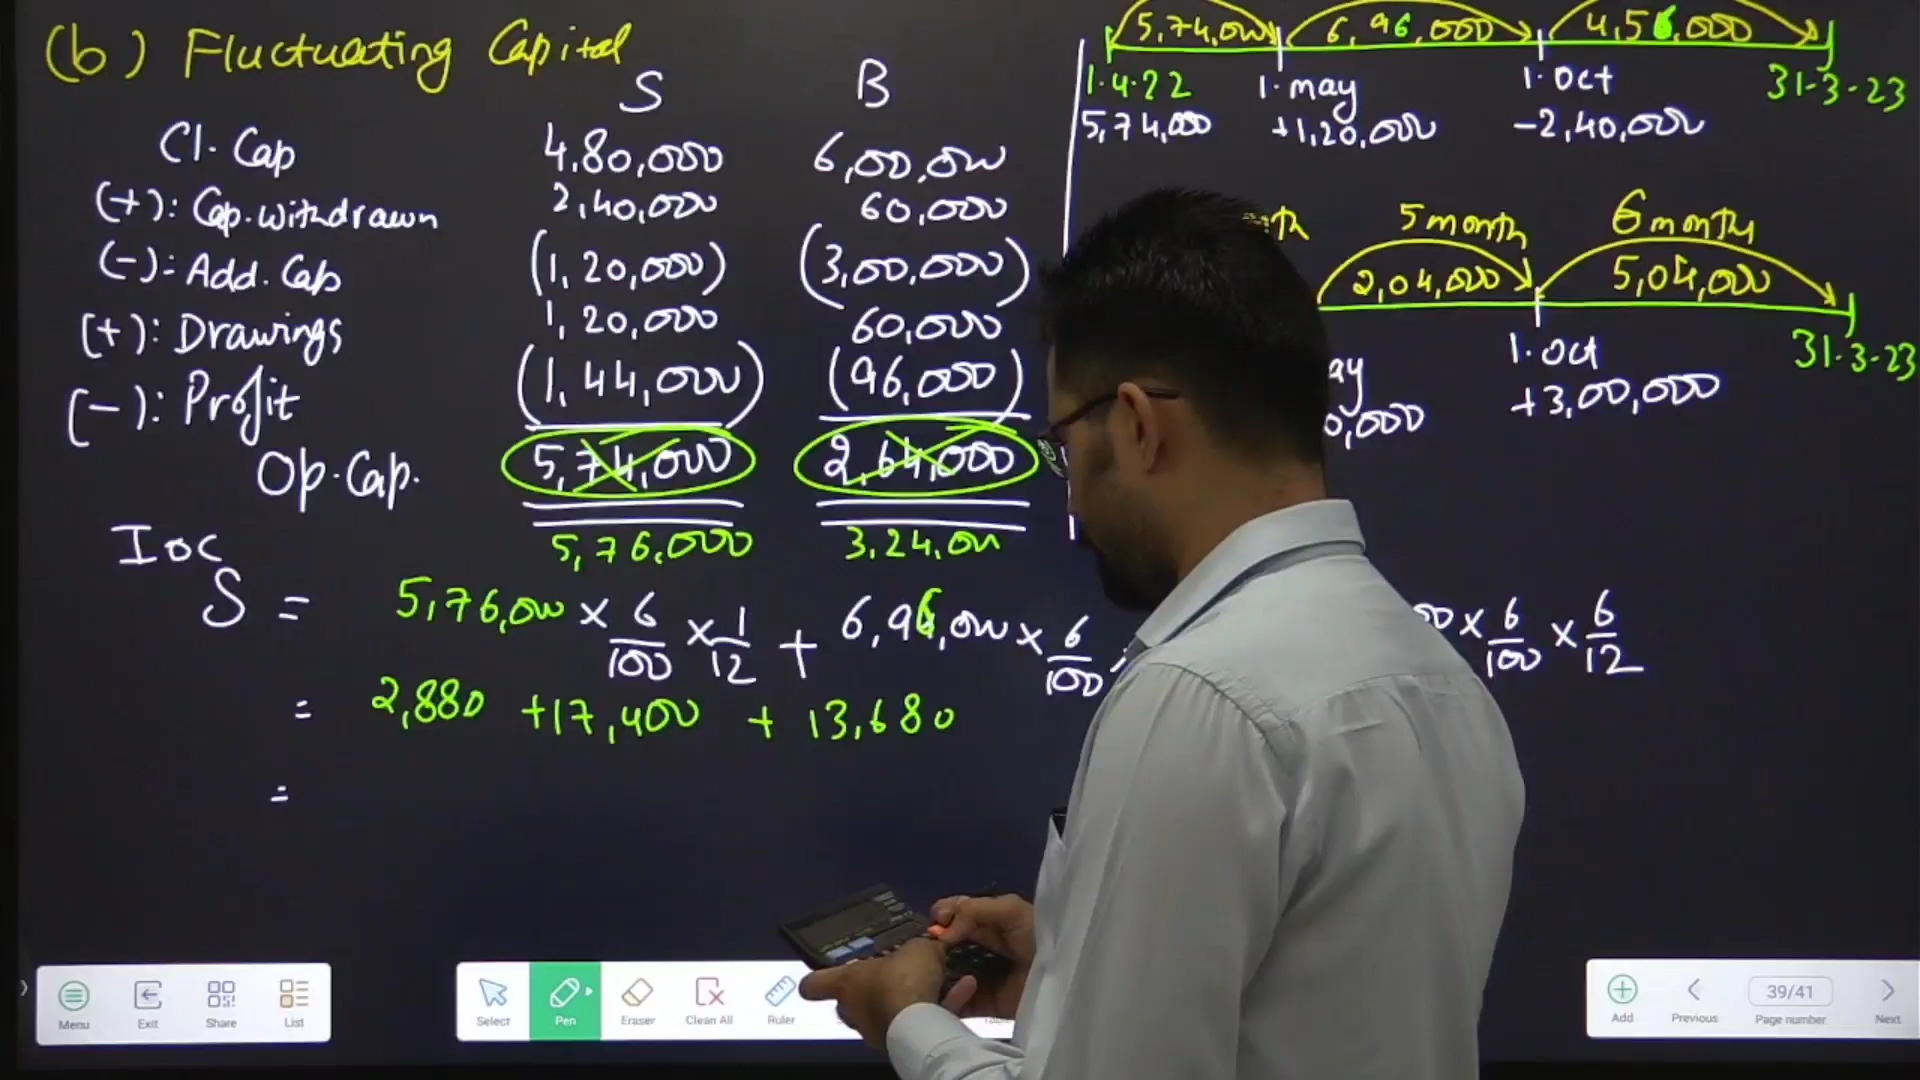 (b) Fluctuating Capital
S B
Cl. Cap 4,80,000 6,00,000
(+): Cap. withdrawn 2,40,000 60,000
(-): Add. Cap (1,20,000) (3,00,000)
(+): Drawings 1,20,000 60,000
(-): Profit (1,44,000) (96,000)
Op. Cap. 5,74,000 2,64,000
5,76,000 3,24,000
IOC
S = 5,76,000 × 6/100 × 1/12 + 6,96,000 × 6/100 × 6/100 × 6/12
= 2,880 + 17,400 + 13,680
=
5,74,000 6,96,000 4,56,000
1.4.22 1. may 1. Oct 31-3-23
5,74,000 +1,20,000 -2,40,000
5 month 6 month
2,04,000 5,04,000
1. Oct 31-3-23
+3,00,000
Menu Exit Share List
Select Pen Eraser Clean All Ruler
Add Previous 39/41 Page number Next